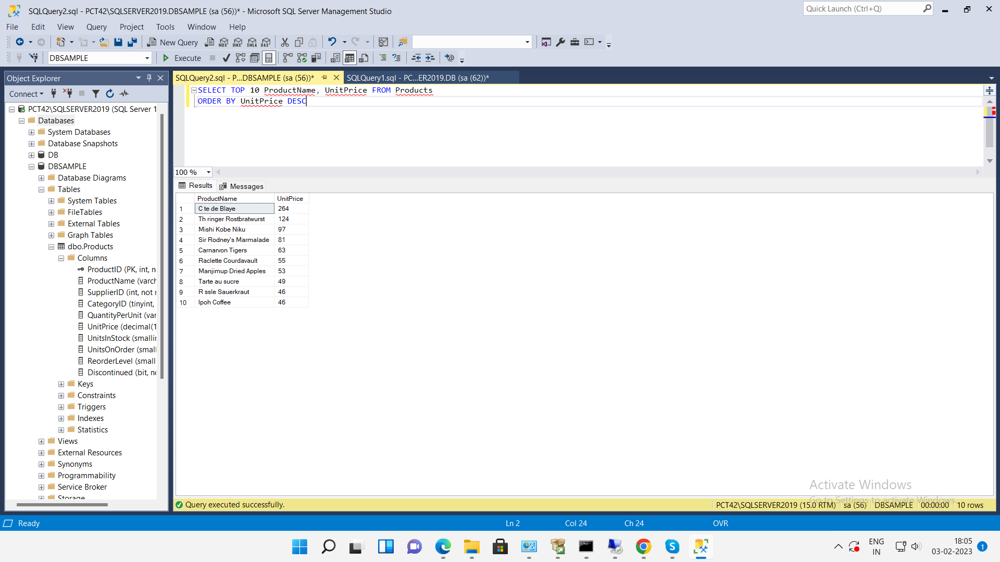 SQLQuery2.sql - PCT42\SQLSERVER2019.DBSAMPLE (sa (56))* - Microsoft SQL Server Management Studio
Quick Launch (Ctrl+Q)
File Edit View Query Project Tools Window Help
New Query MDX DMX XMLA DAX
DBSAMPLE Execute
Object Explorer
Connect
PCT42\SQLSERVER2019 (SQL Server 1
Databases
System Databases
Database Snapshots
DB
DBSAMPLE
Database Diagrams
Tables
System Tables
FileTables
External Tables
Graph Tables
dbo.Products
Columns
ProductID (PK, int, n
ProductName (varch
SupplierID (int, not r
CategoryID (tinyint,
QuantityPerUnit (var
UnitPrice (decimal(1
UnitsInStock (smallir
UnitsOnOrder (smal
ReorderLevel (small
Discontinued (bit, no
Keys
Constraints
Triggers
Indexes
Statistics
Views
External Resources
Synonyms
Programmability
Service Broker
Storage
SQLQuery2.sql - P...DBSAMPLE (sa (56))* SQLQuery1.sql - PC...ER2019.DB (sa (62))*
SELECT TOP 10 ProductName, UnitPrice FROM Products
ORDER BY UnitPrice DESC
100 %
Results Messages
ProductName UnitPrice
1 C te de Blaye 264
2 Th ringer Rostbratwurst 124
3 Mishi Kobe Niku 97
4 Sir Rodney's Marmalade 81
5 Carnarvon Tigers 63
6 Raclette Courdavault 55
7 Manjimup Dried Apples 53
8 Tarte au sucre 49
9 R ssle Sauerkraut 46
10 Ipoh Coffee 46
Activate Windows
Go to Settings to activate Windows.
Query executed successfully. PCT42\SQLSERVER2019 (15.0 RTM) sa (56) DBSAMPLE 00:00:00 10 rows
Ready Ln 2 Col 24 Ch 24 OVR
ENG
IN
18:05
03-02-2023
1